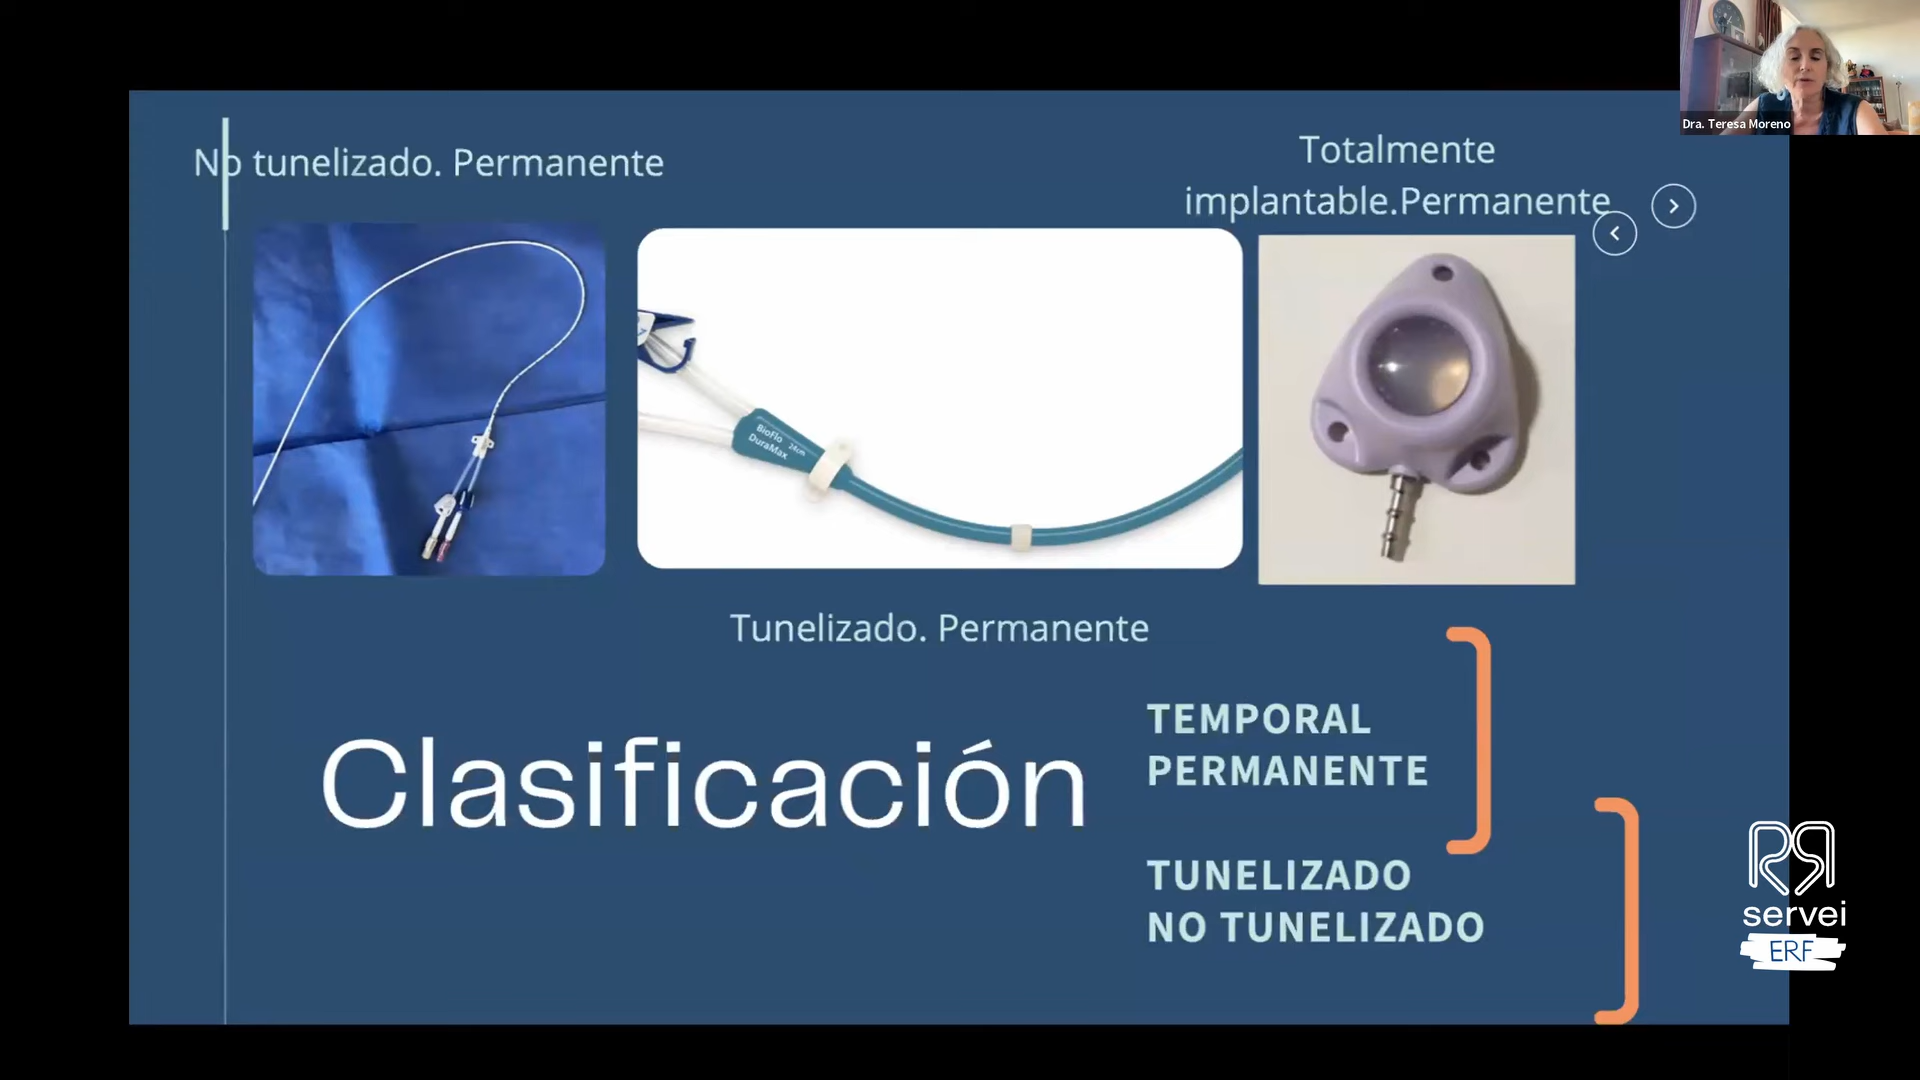 Dra. Teresa Moreno
No tunelizado. Permanente
Totalmente
implantable.Permanente
BioFlo
DuraMax 24cm
Tunelizado. Permanente
Clasificación
TEMPORAL
PERMANENTE
TUNELIZADO
NO TUNELIZADO
servei
ERF